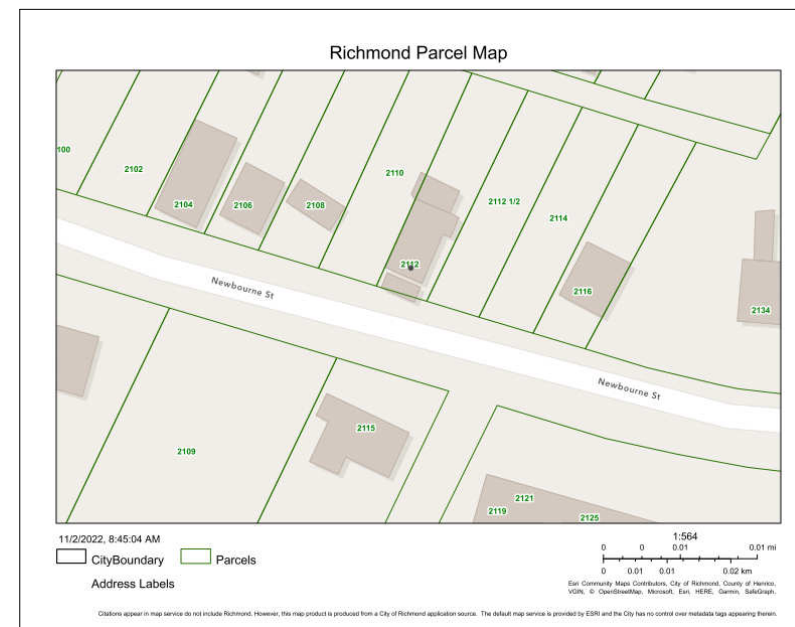 Richmond Parcel Map
100
2102
2104
2106
2108
2110
2112
2112 1/2
2114
2116
2134
Newbourne St
Newbourne St
2109
2115
2121
2119
2125
11/2/2022, 8:45:04 AM
CityBoundary
Parcels
Address Labels
1:564
0 0 0.01 0.01 mi
0 0.01 0.01 0.02 km
Esri Community Maps Contributors, City of Richmond, County of Henrico,
VGIN, © OpenStreetMap, Microsoft, Esri, HERE, Garmin, SafeGraph,
Citations appear in map service do not include Richmond. However, this map product is produced from a City of Richmond application source. The default map service is provided by ESRI and the City has no control over metadata tags appearing therein.